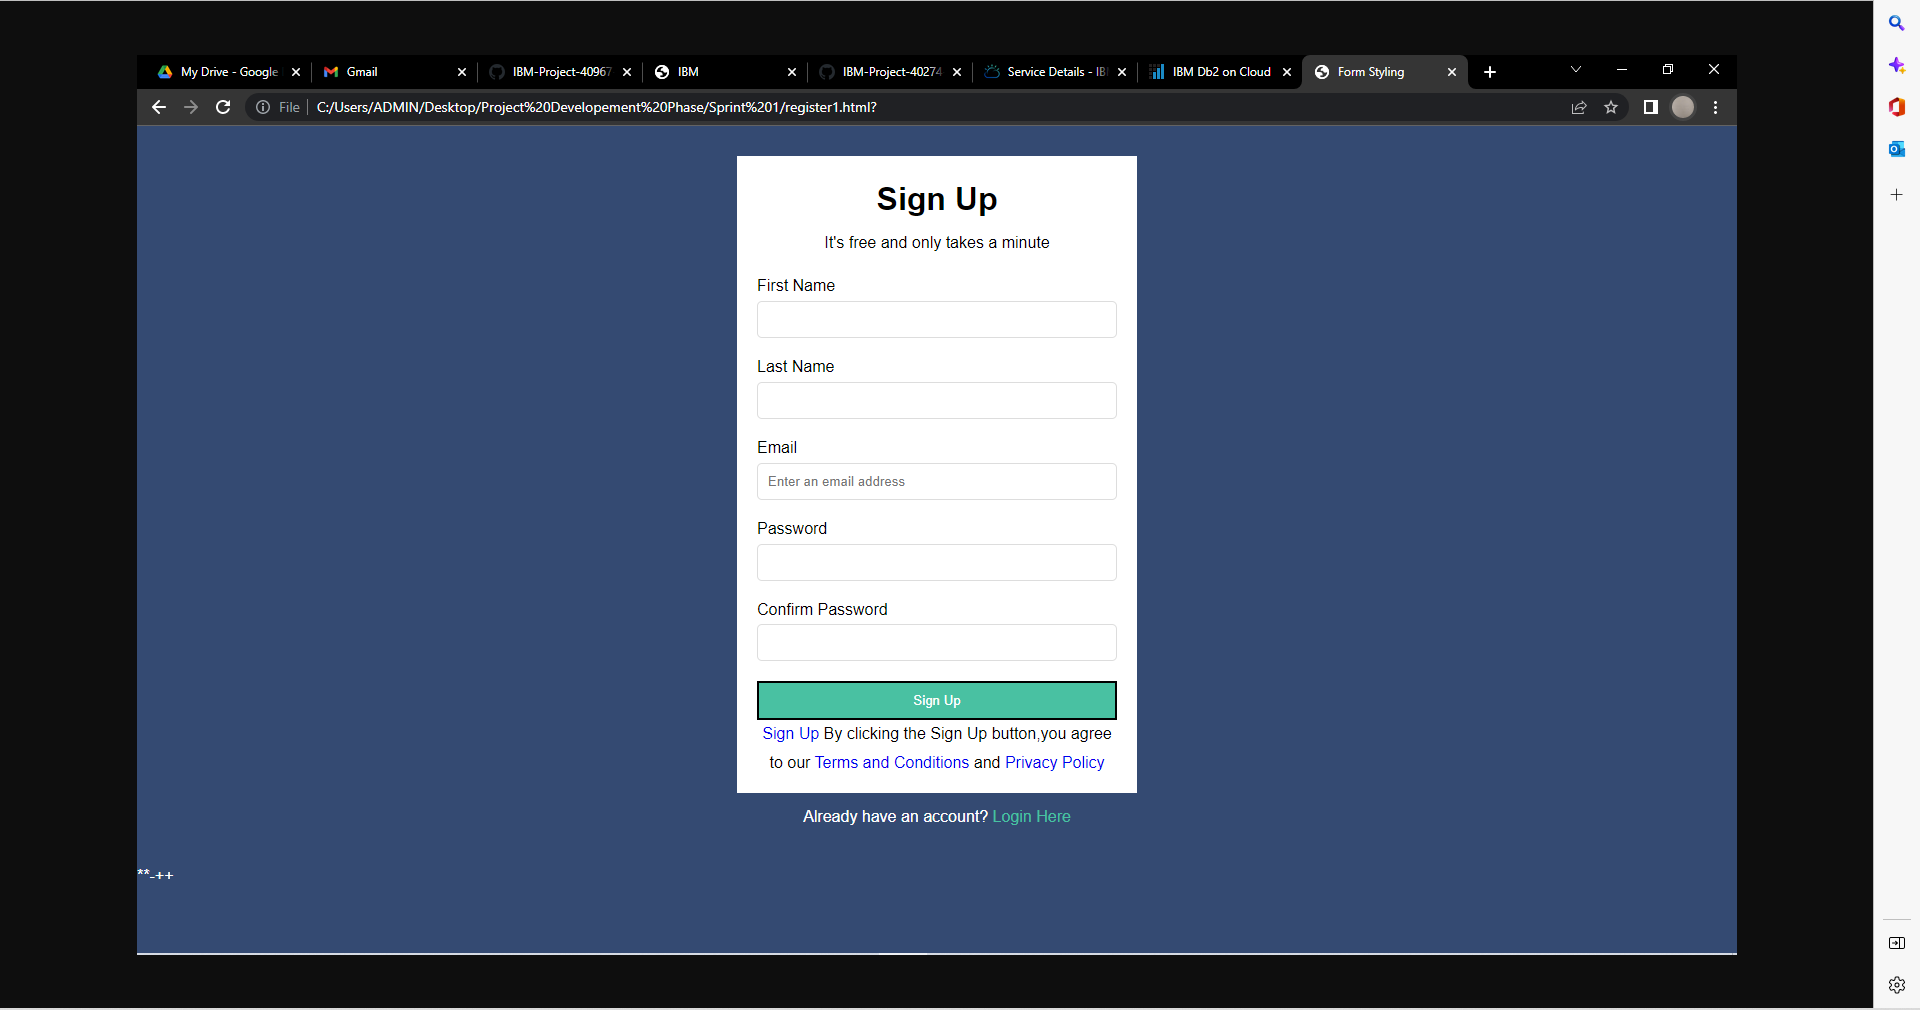 My Drive - Google
Gmail
IBM-Project-40967
IBM
IBM-Project-40274
Service Details - IB
IBM Db2 on Cloud
Form Styling
File
C:/Users/ADMIN/Desktop/Project%20Developement%20Phase/Sprint%201/register1.html?
Sign Up
It's free and only takes a minute
First Name
Last Name
Email
Enter an email address
Password
Confirm Password
Sign Up
Sign Up By clicking the Sign Up button,you agree
to our Terms and Conditions and Privacy Policy
Already have an account? Login Here
**-++